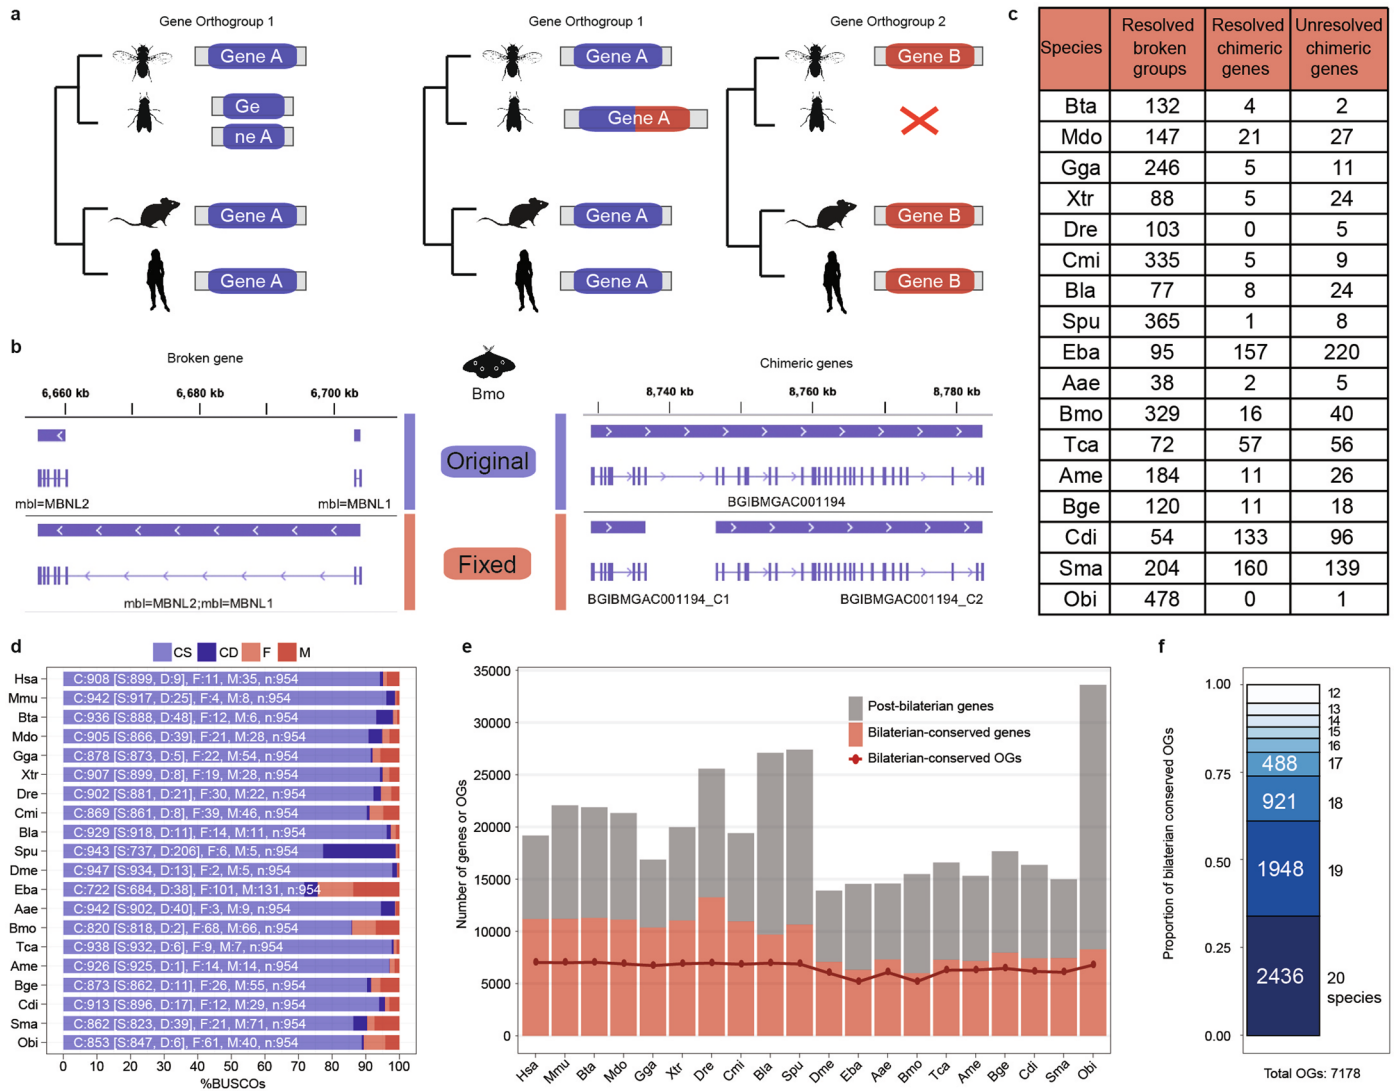 a
Gene Orthogroup 1
Gene A
Ge
ne A
Gene A
Gene A
Gene Orthogroup 1
Gene A
Gene A
Gene A
Gene A
Gene Orthogroup 2
Gene B
Gene B
Gene B
b
Broken gene
6,660 kb 6,680 kb 6,700 kb
mbl=MBNL2 mbl=MBNL1
mbl=MBNL2;mbl=MBNL1
Bmo
Original
Fixed
Chimeric genes
8,740 kb 8,760 kb 8,780 kb
BGIBMGAC001194
BGIBMGAC001194_C1 BGIBMGAC001194_C2
c
Species Resolved broken groups Resolved chimeric genes Unresolved chimeric genes
Bta 132 4 2
Mdo 147 21 27
Gga 246 5 11
Xtr 88 5 24
Dre 103 0 5
Cmi 335 5 9
Bla 77 8 24
Spu 365 1 8
Eba 95 157 220
Aae 38 2 5
Bmo 329 16 40
Tca 72 57 56
Ame 184 11 26
Bge 120 11 18
Cdi 54 133 96
Sma 204 160 139
Obi 478 0 1
d
CS CD F M
Hsa C:908 [S:899, D:9], F:11, M:35, n:954
Mmu C:942 [S:917, D:25], F:4, M:8, n:954
Bta C:936 [S:888, D:48], F:12, M:6, n:954
Mdo C:905 [S:866, D:39], F:21, M:28, n:954
Gga C:878 [S:873, D:5], F:22, M:54, n:954
Xtr C:907 [S:899, D:8], F:19, M:28, n:954
Dre C:902 [S:881, D:21], F:30, M:22, n:954
Cmi C:869 [S:861, D:8], F:39, M:46, n:954
Bla C:929 [S:918, D:11], F:14, M:11, n:954
Spu C:943 [S:737, D:206], F:6, M:5, n:954
Dme C:947 [S:934, D:13], F:2, M:5, n:954
Eba C:722 [S:684, D:38], F:101, M:131, n:954
Aae C:942 [S:902, D:40], F:3, M:9, n:954
Bmo C:820 [S:818, D:2], F:68, M:66, n:954
Tca C:938 [S:932, D:6], F:9, M:7, n:954
Ame C:926 [S:925, D:1], F:14, M:14, n:954
Bge C:873 [S:862, D:11], F:26, M:55, n:954
Cdi C:913 [S:896, D:17], F:12, M:29, n:954
Sma C:862 [S:823, D:39], F:21, M:71, n:954
Obi C:853 [S:847, D:6], F:61, M:40, n:954
0 10 20 30 40 50 60 70 80 90 100
%BUSCOs
e
Number of genes or OGs
35000
30000
25000
20000
15000
10000
5000
0
Post-bilaterian genes
Bilaterian-conserved genes
Bilaterian-conserved OGs
Hsa Mmu Bta Mdo Gga Xtr Dre Cmi Bla Spu Dme Eba Aae Bmo Tca Ame Bge Cdi Sma Obi
f
Proportion of bilaterian conserved OGs
1.00
0.75
0.50
0.25
0.00
12
13
14
15
16
488 17
921 18
1948 19
2436 20
species
Total OGs: 7178